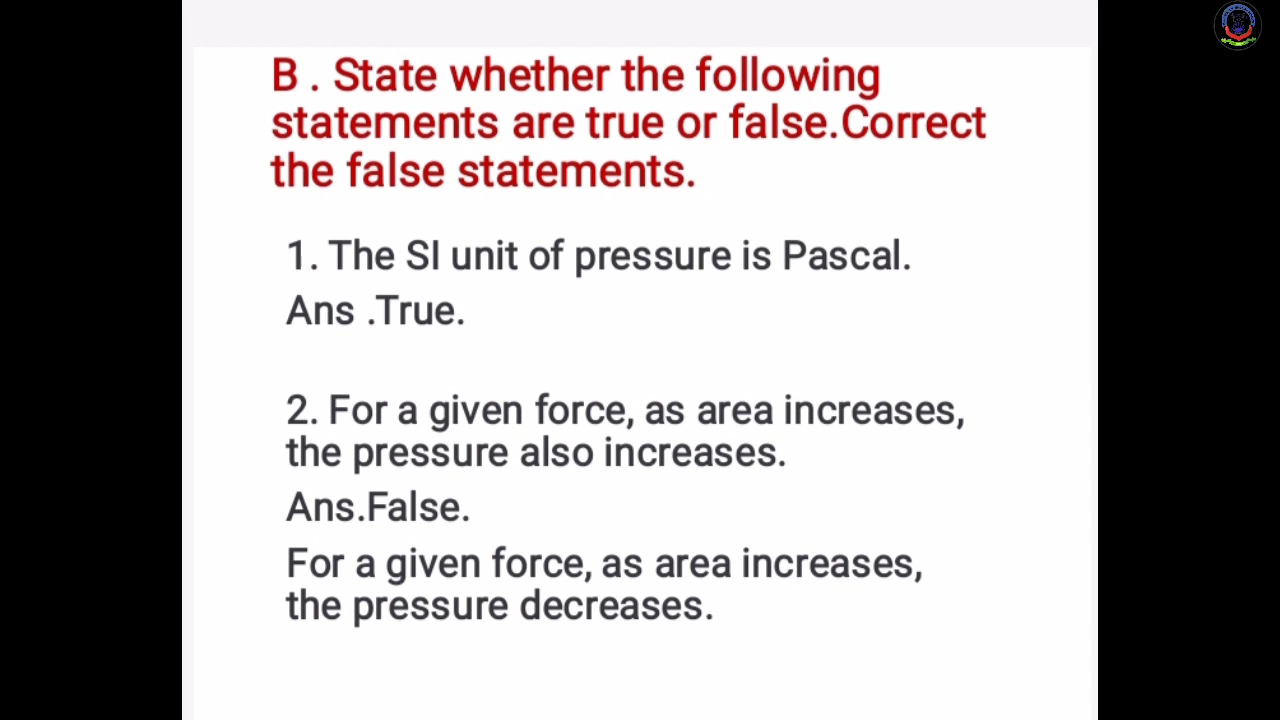 B . State whether the following
statements are true or false.Correct
the false statements.
1. The SI unit of pressure is Pascal.
Ans .True.
2. For a given force, as area increases,
the pressure also increases.
Ans.False.
For a given force, as area increases,
the pressure decreases.